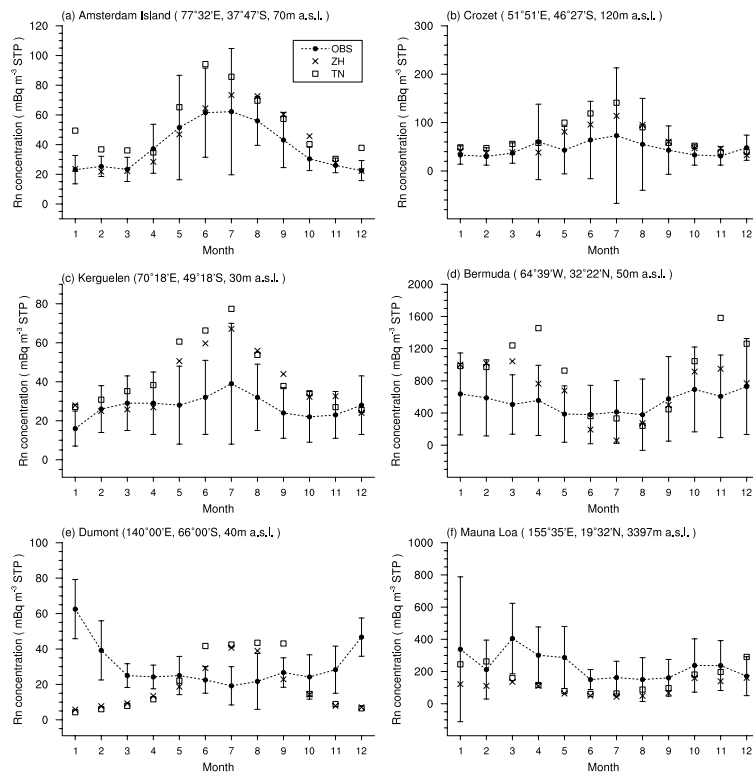 (a) Amsterdam Island ( 77°32'E, 37°47'S, 70m a.s.l. )
Rn concentration ( mBq m⁻³ STP )
120
100
80
60
40
20
0
OBS
ZH
TN
1 2 3 4 5 6 7 8 9 10 11 12
Month
(b) Crozet ( 51°51'E, 46°27'S, 120m a.s.l. )
Rn concentration ( mBq m⁻³ STP )
300
200
100
0
1 2 3 4 5 6 7 8 9 10 11 12
Month
(c) Kerguelen ( 70°18'E, 49°18'S, 30m a.s.l. )
Rn concentration ( mBq m⁻³ STP )
80
60
40
20
0
1 2 3 4 5 6 7 8 9 10 11 12
Month
(d) Bermuda ( 64°39'W, 32°22'N, 50m a.s.l. )
Rn concentration ( mBq m⁻³ STP )
2000
1600
1200
800
400
0
1 2 3 4 5 6 7 8 9 10 11 12
Month
(e) Dumont (140°00'E, 66°00'S, 40m a.s.l.)
Rn concentration ( mBq m⁻³ STP )
100
80
60
40
20
0
1 2 3 4 5 6 7 8 9 10 11 12
Month
(f) Mauna Loa ( 155°35'E, 19°32'N, 3397m a.s.l. )
Rn concentration ( mBq m⁻³ STP )
1000
800
600
400
200
0
1 2 3 4 5 6 7 8 9 10 11 12
Month